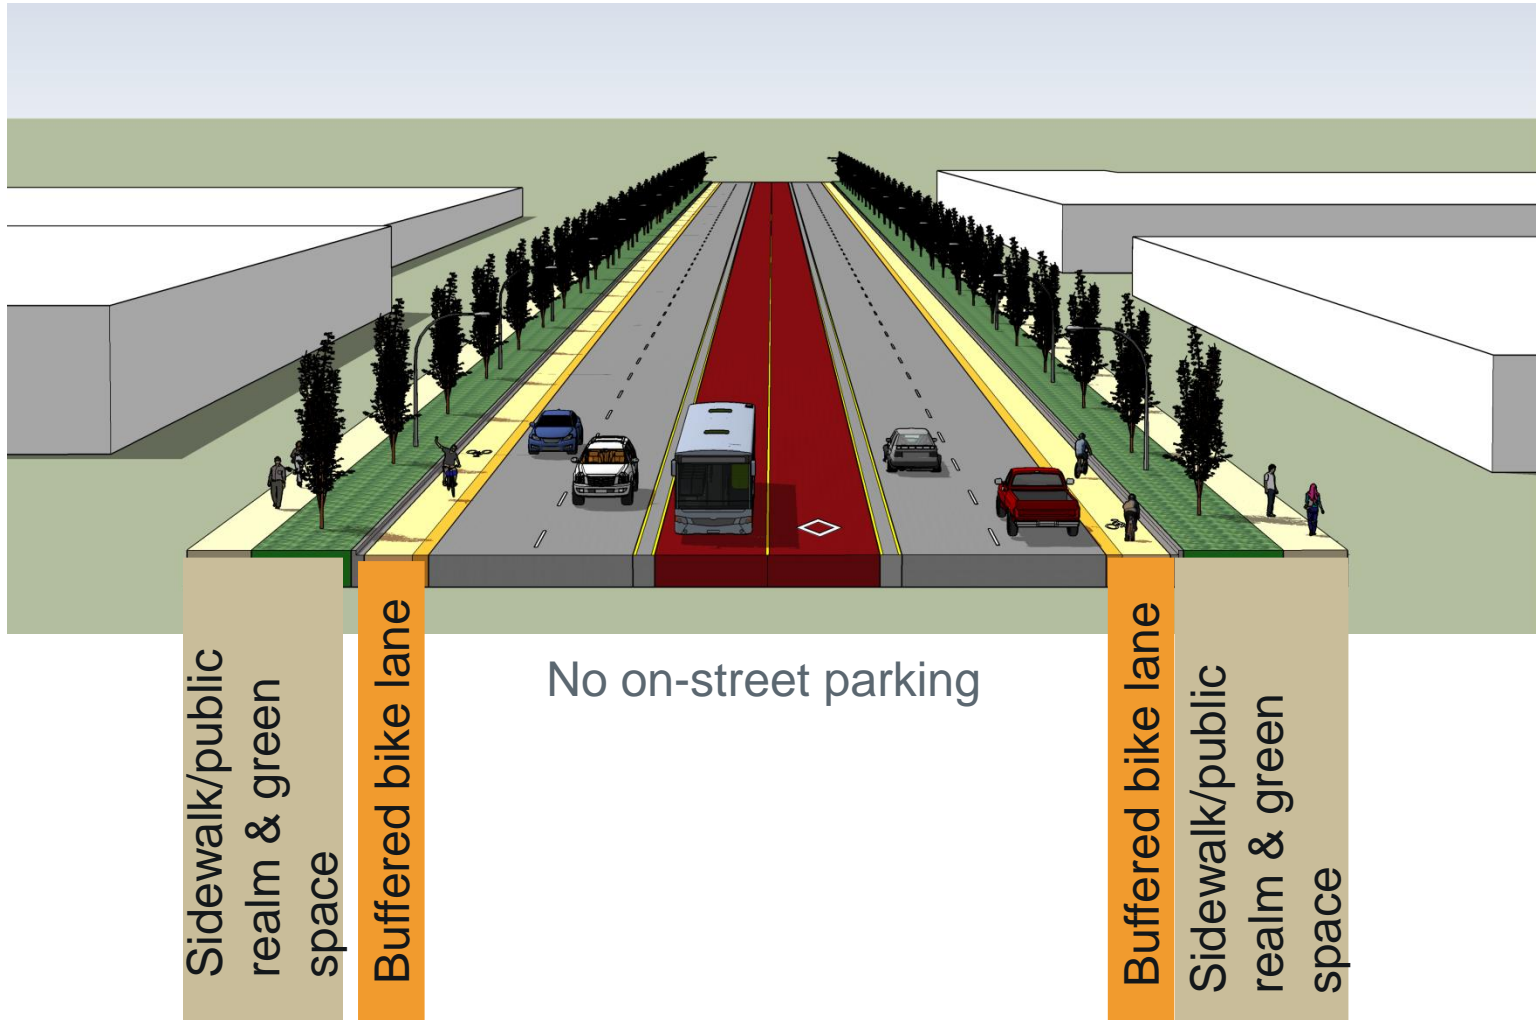 Sidewalk/public
realm & green
space
Buffered bike lane
No on-street parking
Buffered bike lane
Sidewalk/public
realm & green
space